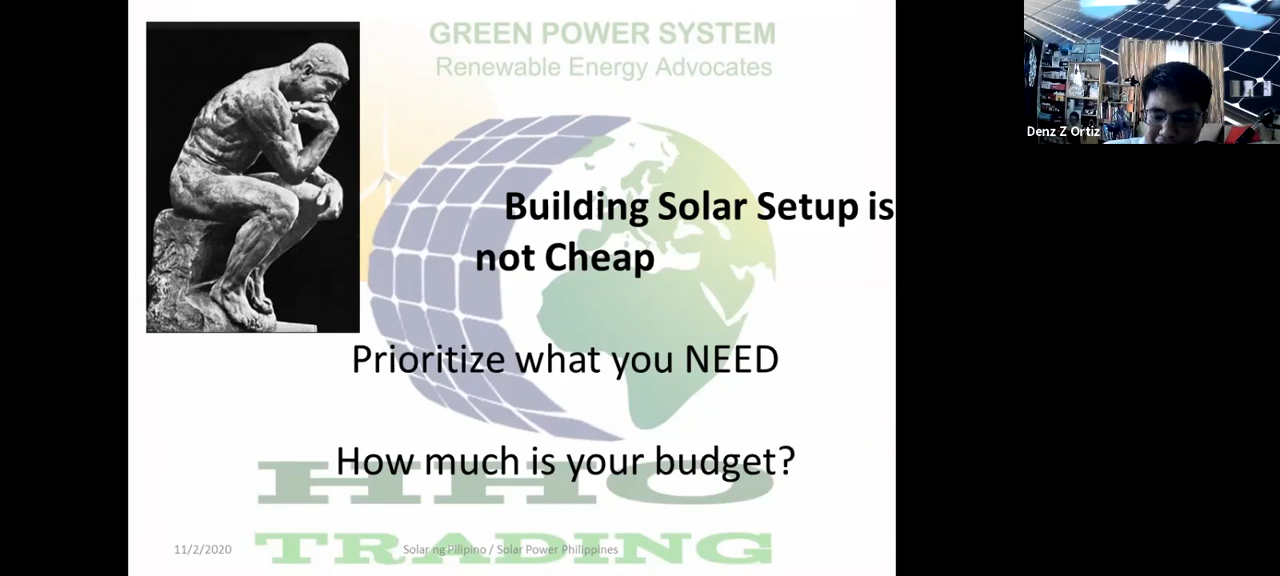 GREEN POWER SYSTEM
Renewable Energy Advocates
Denz Z Ortiz
Building Solar Setup is
not Cheap
Prioritize what you NEED
How much is your budget?
HHO
TRADING
11/2/2020
Solar ng Pilipino / Solar Power Philippines